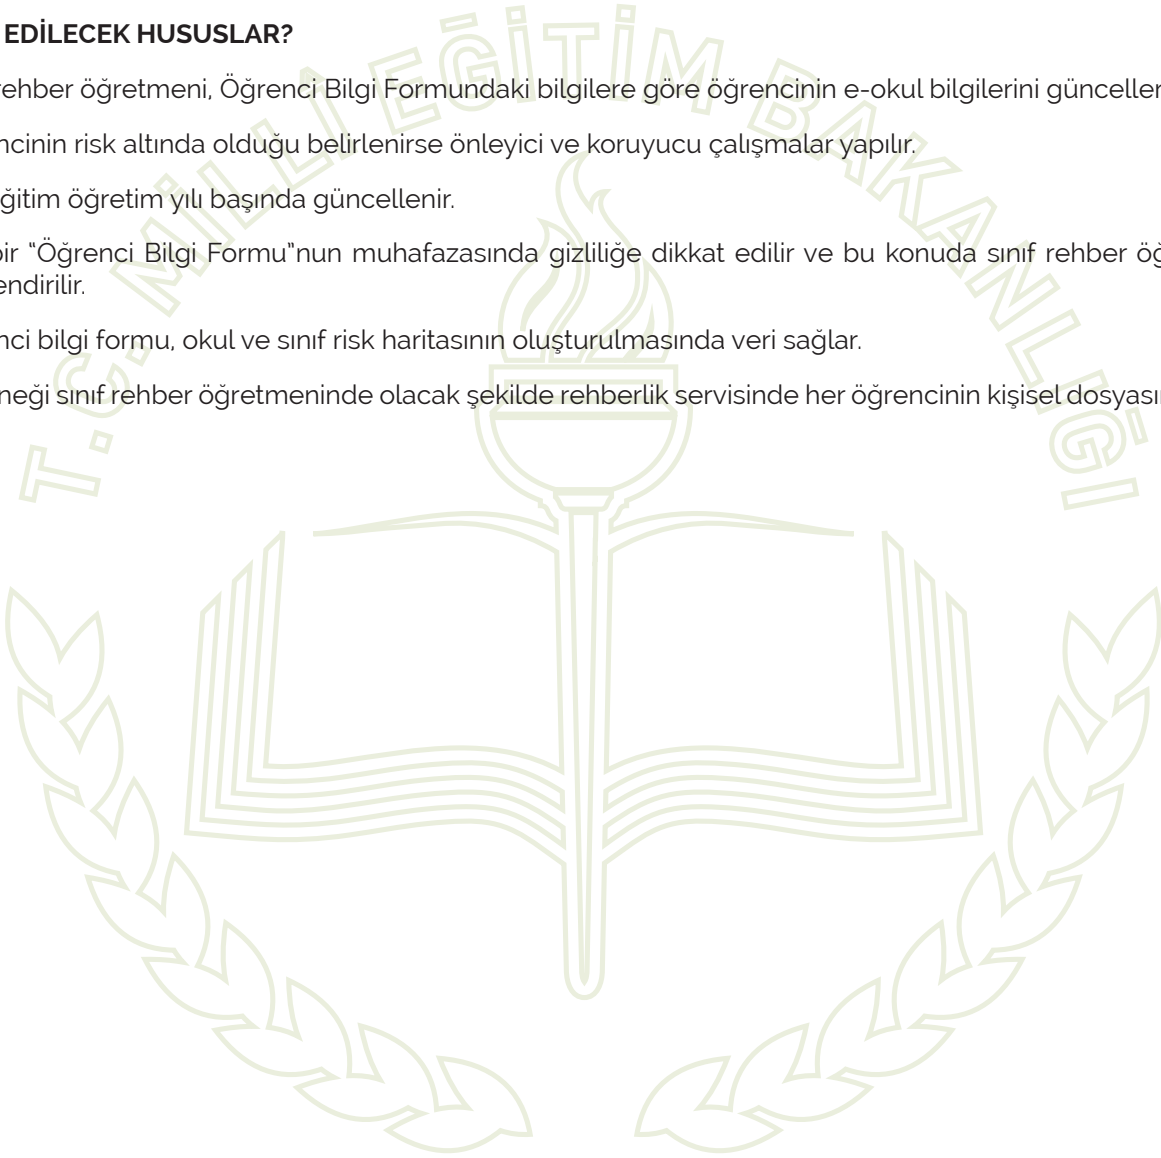 EDİLECEK HUSUSLAR?
rehber öğretmeni, Öğrenci Bilgi Formundaki bilgilere göre öğrencinin e-okul bilgilerini günceller
ncinin risk altında olduğu belirlenirse önleyici ve koruyucu çalışmalar yapılır.
ğitim öğretim yılı başında güncellenir.
bir “Öğrenci Bilgi Formu”nun muhafazasında gizliliğe dikkat edilir ve bu konuda sınıf rehber öğ
endirilir.
nci bilgi formu, okul ve sınıf risk haritasının oluşturulmasında veri sağlar.
neği sınıf rehber öğretmeninde olacak şekilde rehberlik servisinde her öğrencinin kişisel dosyası
T.C. MİLLİ EĞİTİM BAKANLIĞI